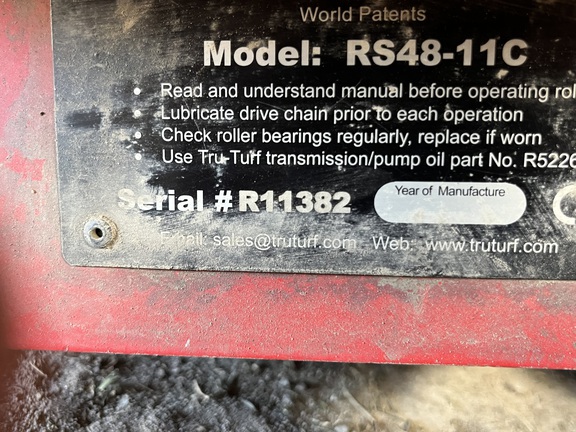 World Patents
Model: RS48-11C
• Read and understand manual before operating rol
• Lubricate drive chain prior to each operation
• Check roller bearings regularly, replace if worn
• Use Tru-Turf transmission/pump oil part No. R5226
Serial # R11382
Year of Manufacture
Email: sales@truturf.com Web: www.truturf.com